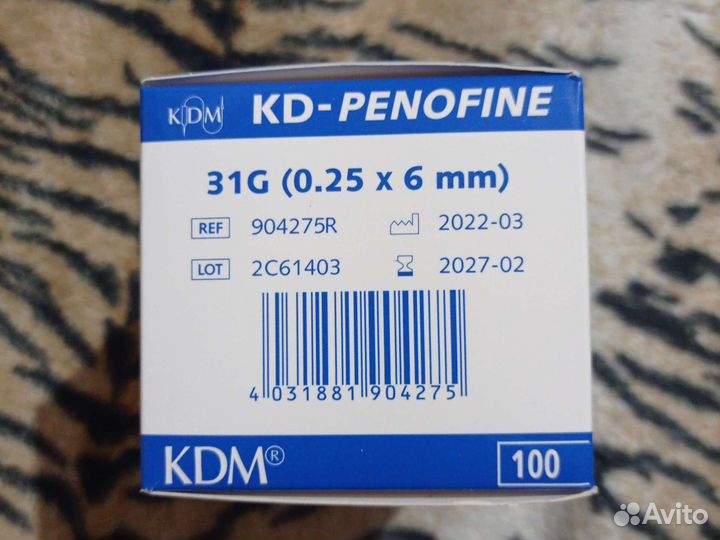 KDM KD-PENOFINE
31G (0.25 x 6 mm)
REF 904275R 2022-03
LOT 2C61403 2027-02
4 031881 904275
KDM® 100
Avito